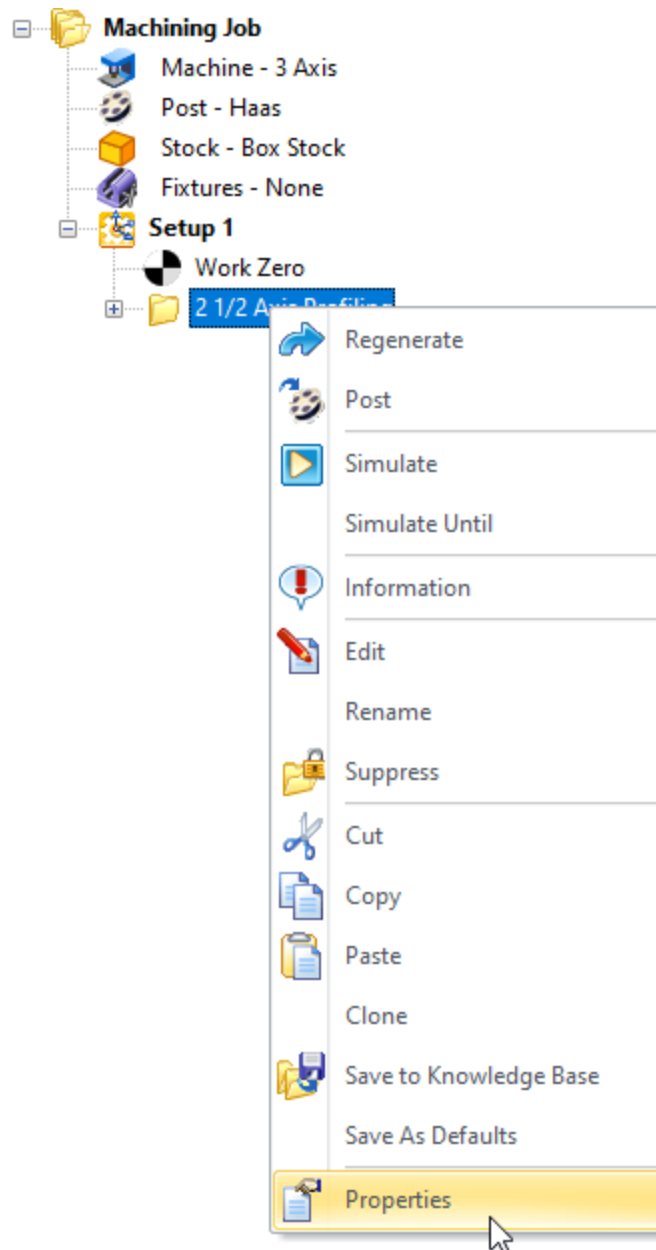 Machining Job
Machine - 3 Axis
Post - Haas
Stock - Box Stock
Fixtures - None
Setup 1
Work Zero
2 1/2 Axis Profiling
Regenerate
Post
Simulate
Simulate Until
Information
Edit
Rename
Suppress
Cut
Copy
Paste
Clone
Save to Knowledge Base
Save As Defaults
Properties